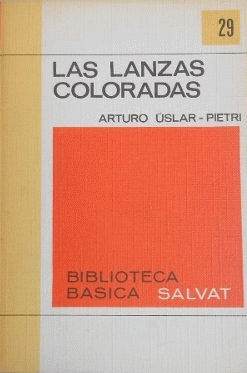 29
LAS LANZAS
COLORADAS
ARTURO ÚSLAR-PIETRI
BIBLIOTECA
BASICA SALVAT